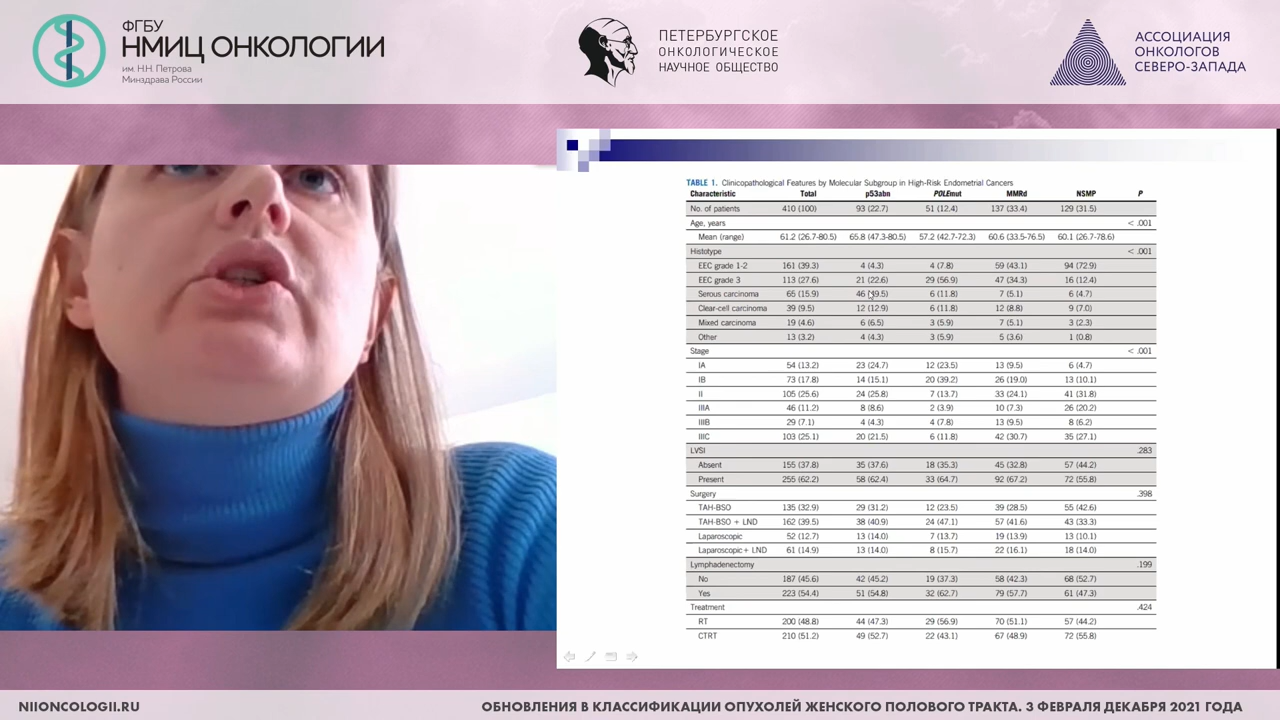 ФГБУ
НМИЦ ОНКОЛОГИИ
им. Н.Н. Петрова
Минздрава России
ПЕТЕРБУРГСКОЕ
ОНКОЛОГИЧЕСКОЕ
НАУЧНОЕ ОБЩЕСТВО
АССОЦИАЦИЯ
ОНКОЛОГОВ
СЕВЕРО-ЗАПАДА
TABLE 1. Clinicopathological Features by Molecular Subgroup in High-Risk Endometrial Cancers
Characteristic Total p53abn POLEmut MMRd NSMP P
No. of patients 410 (100) 93 (22.7) 51 (12.4) 137 (33.4) 129 (31.5)
Age, years < .001
Mean (range) 61.2 (26.7-80.5) 65.8 (47.3-80.5) 57.2 (42.7-72.3) 60.6 (33.5-76.5) 60.1 (26.7-78.6)
Histotype < .001
EEC grade 1-2 161 (39.3) 4 (4.3) 4 (7.8) 59 (43.1) 94 (72.9)
EEC grade 3 113 (27.6) 21 (22.6) 29 (56.9) 47 (34.3) 16 (12.4)
Serous carcinoma 65 (15.9) 46 (49.5) 6 (11.8) 7 (5.1) 6 (4.7)
Clear-cell carcinoma 39 (9.5) 12 (12.9) 6 (11.8) 12 (8.8) 9 (7.0)
Mixed carcinoma 19 (4.6) 6 (6.5) 3 (5.9) 7 (5.1) 3 (2.3)
Other 13 (3.2) 4 (4.3) 3 (5.9) 5 (3.6) 1 (0.8)
Stage < .001
IA 54 (13.2) 23 (24.7) 12 (23.5) 13 (9.5) 6 (4.7)
IB 73 (17.8) 14 (15.1) 20 (39.2) 26 (19.0) 13 (10.1)
II 105 (25.6) 24 (25.8) 7 (13.7) 33 (24.1) 41 (31.8)
IIIA 46 (11.2) 8 (8.6) 2 (3.9) 10 (7.3) 26 (20.2)
IIIB 29 (7.1) 4 (4.3) 4 (7.8) 13 (9.5) 8 (6.2)
IIIC 103 (25.1) 20 (21.5) 6 (11.8) 42 (30.7) 35 (27.1)
LVSI .283
Absent 155 (37.8) 35 (37.6) 18 (35.3) 45 (32.8) 57 (44.2)
Present 255 (62.2) 58 (62.4) 33 (64.7) 92 (67.2) 72 (55.8)
Surgery .398
TAH-BSO 135 (32.9) 29 (31.2) 12 (23.5) 39 (28.5) 55 (42.6)
TAH-BSO + LND 162 (39.5) 38 (40.9) 24 (47.1) 57 (41.6) 43 (33.3)
Laparoscopic 52 (12.7) 13 (14.0) 7 (13.7) 19 (13.9) 13 (10.1)
Laparoscopic + LND 61 (14.9) 13 (14.0) 8 (15.7) 22 (16.1) 18 (14.0)
Lymphadenectomy .199
No 187 (45.6) 42 (45.2) 19 (37.3) 58 (42.3) 68 (52.7)
Yes 223 (54.4) 51 (54.8) 32 (62.7) 79 (57.7) 61 (47.3)
Treatment .424
RT 200 (48.8) 44 (47.3) 29 (56.9) 70 (51.1) 57 (44.2)
CTRT 210 (51.2) 49 (52.7) 22 (43.1) 67 (48.9) 72 (55.8)
NIIONCOLOGII.RU
ОБНОВЛЕНИЯ В КЛАССИФИКАЦИИ ОПУХОЛЕЙ ЖЕНСКОГО ПОЛОВОГО ТРАКТА. 3 ФЕВРАЛЯ ДЕКАБРЯ 2021 ГОДА